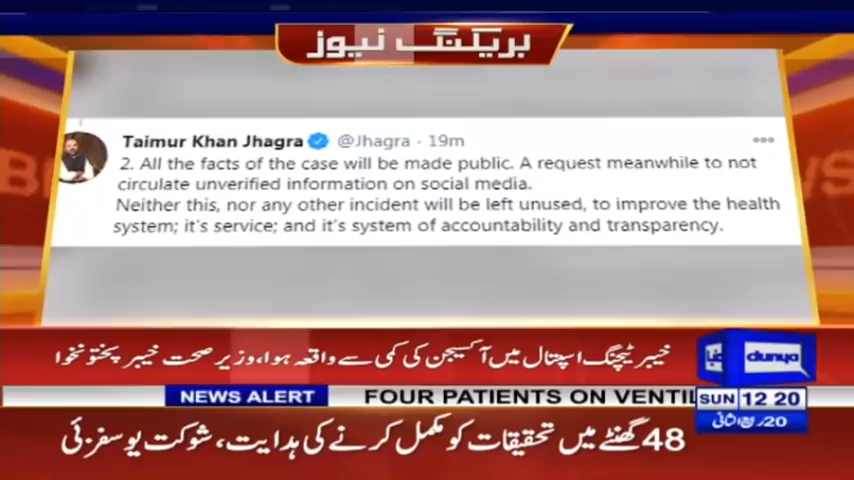 بریکنگ نیوز
Taimur Khan Jhagra @Jhagra · 19m
2. All the facts of the case will be made public. A request meanwhile to not
circulate unverified information on social media.
Neither this, nor any other incident will be left unused, to improve the health
system; it's service; and it's system of accountability and transparency.
خیبر ٹیچنگ اسپتال میں آکسیجن کی کمی سے واقعہ ہوا، وزیر صحت خیبر پختونخوا
dunya
NEWS ALERT
FOUR PATIENTS ON VENTIL
SUN 12 20
20 ربیع الثانی
48 گھنٹے میں تحقیقات کو مکمل کرنے کی ہدایت، شوکت یوسفزئی